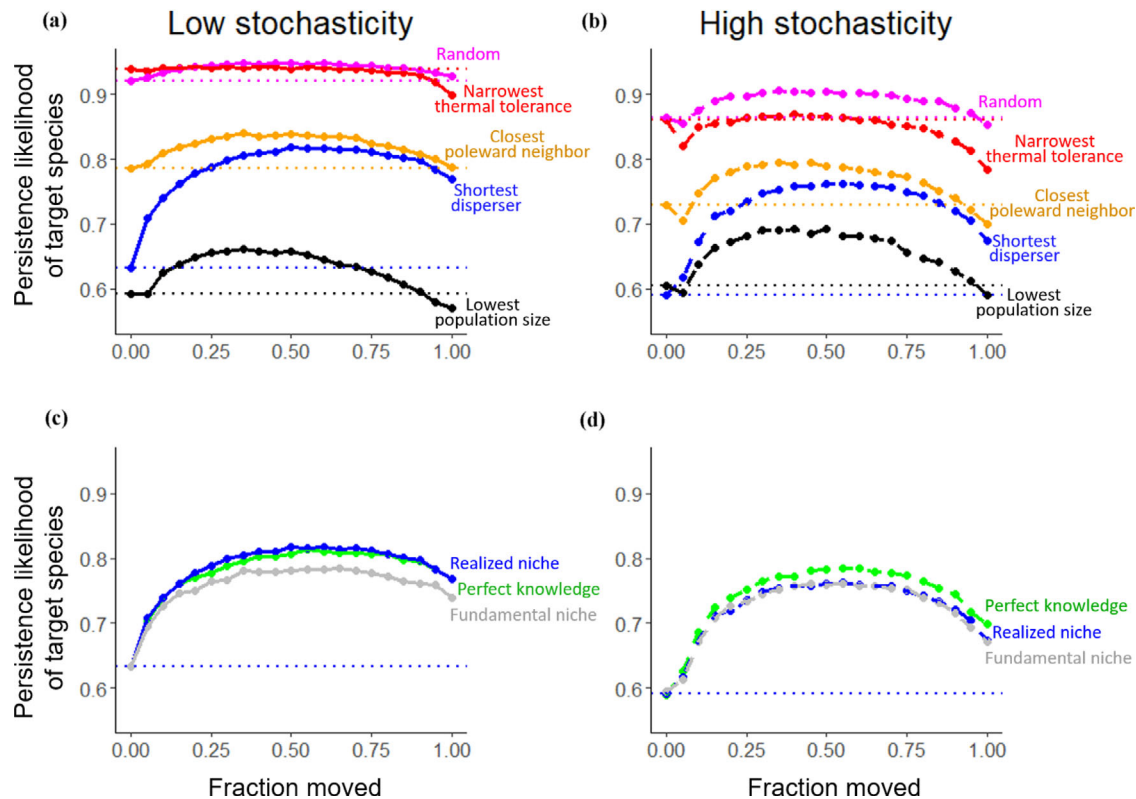 (a)
Low stochasticity
(b)
High stochasticity
Persistence likelihood
of target species
0.9
0.8
0.7
0.6
Random
Narrowest
thermal tolerance
Closest
poleward neighbor
Shortest
disperser
Lowest
population size
0.00
0.25
0.50
0.75
1.00
0.9
0.8
0.7
0.6
Random
Narrowest
thermal tolerance
Closest
poleward neighbor
Shortest
disperser
Lowest
population size
0.00
0.25
0.50
0.75
1.00
(c)
(d)
Persistence likelihood
of target species
0.9
0.8
0.7
0.6
Realized niche
Perfect knowledge
Fundamental niche
0.00
0.25
0.50
0.75
1.00
Fraction moved
0.9
0.8
0.7
0.6
Perfect knowledge
Realized niche
Fundamental niche
0.00
0.25
0.50
0.75
1.00
Fraction moved